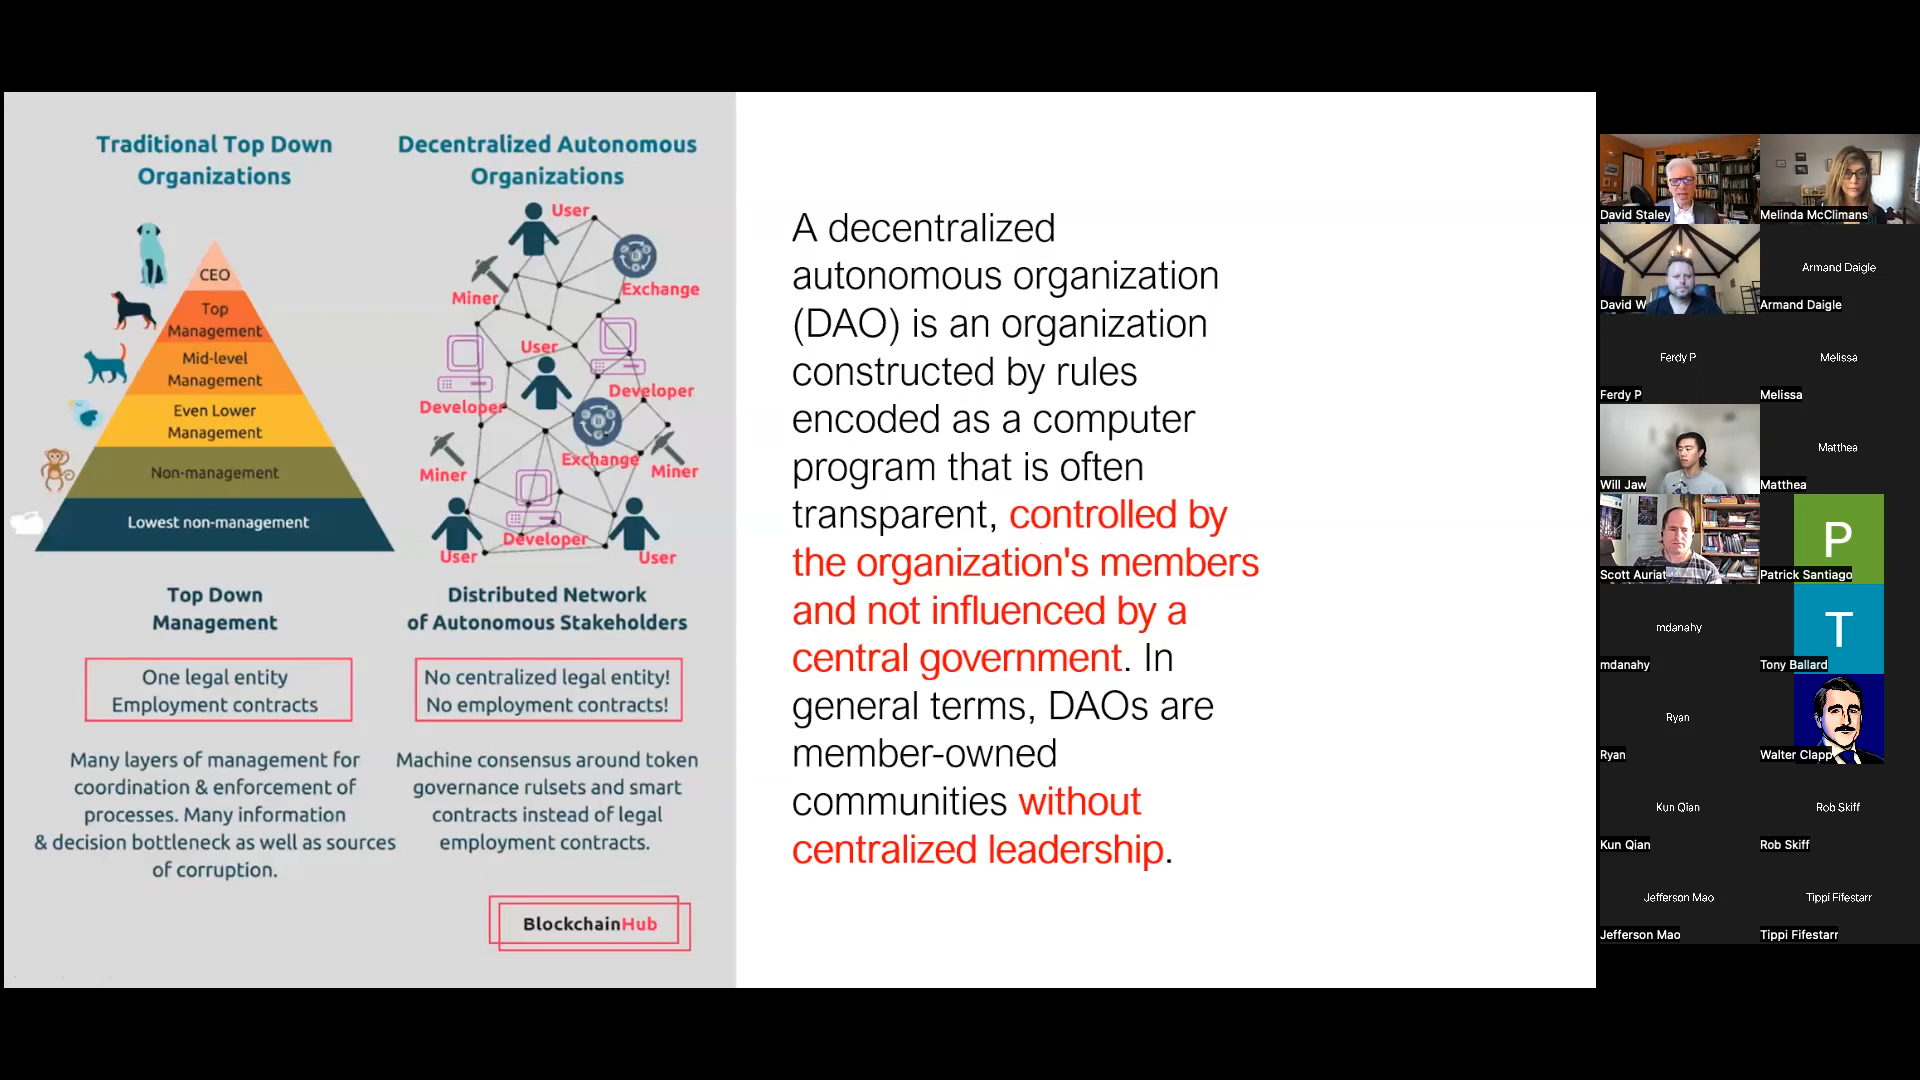 Traditional Top Down
Organizations
CEO
Top
Management
Mid-level
Management
Even Lower
Management
Non-management
Lowest non-management
Top Down
Management
One legal entity
Employment contracts
Many layers of management for
coordination & enforcement of
processes. Many information
& decision bottleneck as well as sources
of corruption.
Decentralized Autonomous
Organizations
User
Exchange
Miner
User
Developer
Developer
Exchange
Miner
Miner
Developer
User
User
Distributed Network
of Autonomous Stakeholders
No centralized legal entity!
No employment contracts!
Machine consensus around token
governance rulsets and smart
contracts instead of legal
employment contracts.
BlockchainHub
A decentralized
autonomous organization
(DAO) is an organization
constructed by rules
encoded as a computer
program that is often
transparent, controlled by
the organization's members
and not influenced by a
central government. In
general terms, DAOs are
member-owned
communities without
centralized leadership.
David Staley
Melinda McClimans
David W
Armand Daigle
Armand Daigle
Ferdy P
Ferdy P
Melissa
Melissa
Will Jaw
Matthea
Matthea
Scott Auriat
P
Patrick Santiago
mdanahy
mdanahy
T
Tony Ballard
Ryan
Ryan
Walter Clapp
Kun Qian
Kun Qian
Rob Skiff
Rob Skiff
Jefferson Mao
Jefferson Mao
Tippi Fifestarr
Tippi Fifestarr